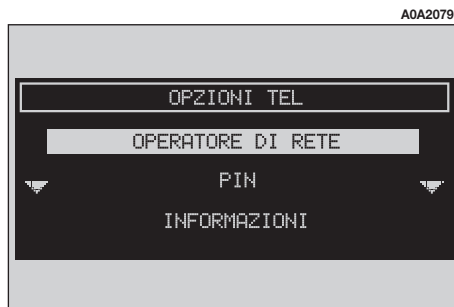 A0A2079
OPZIONI TEL
OPERATORE DI RETE
PIN
INFORMAZIONI